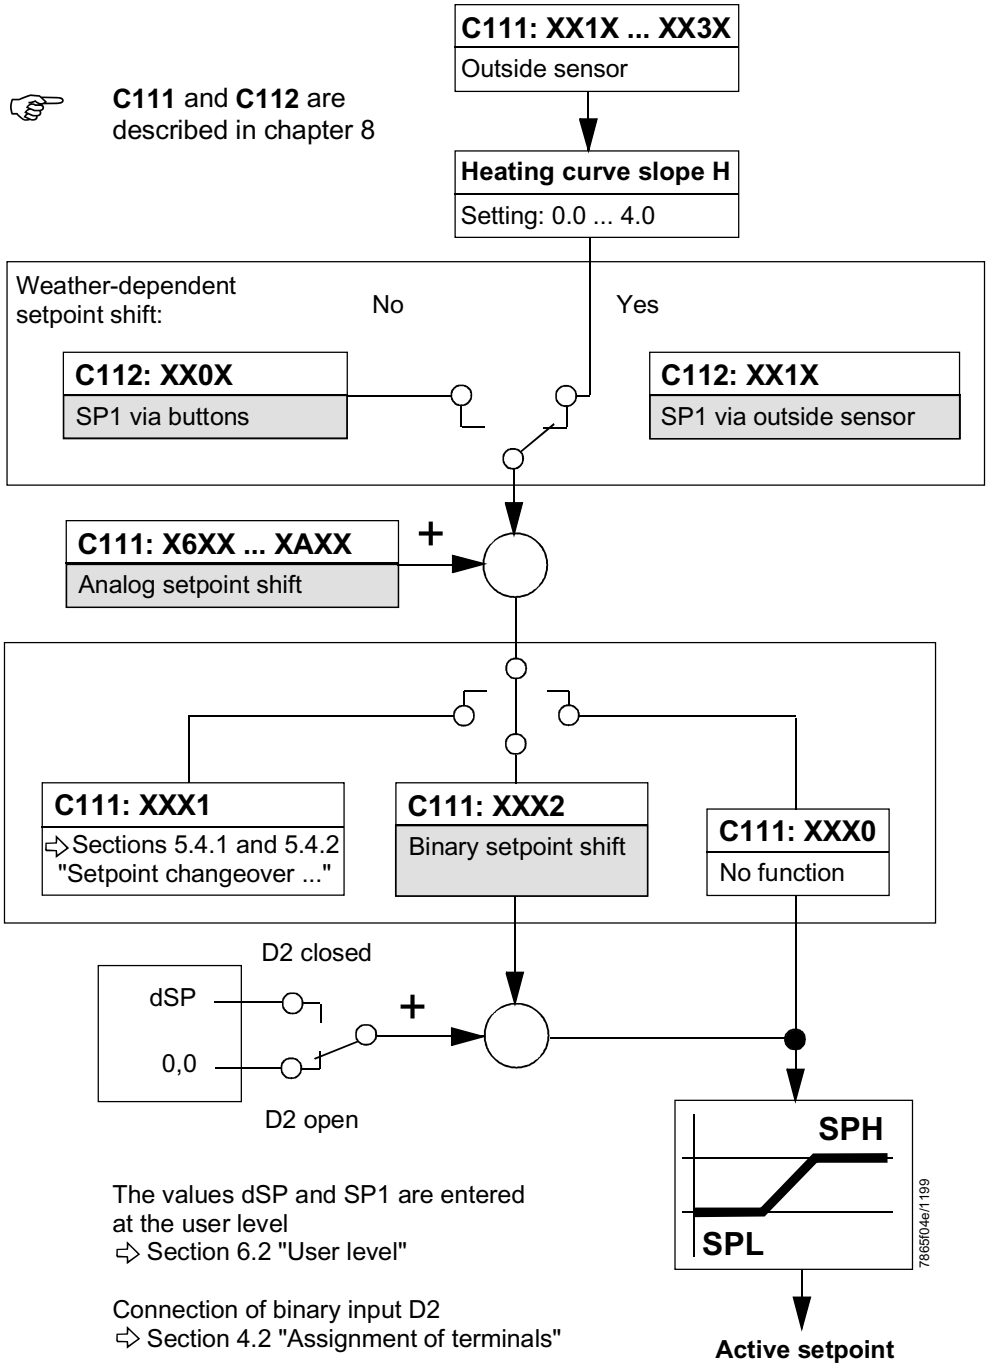 C111: XX1X ... XX3X
Outside sensor
C111 and C112 are
described in chapter 8
Heating curve slope H
Setting: 0.0 ... 4.0
Weather-dependent
setpoint shift:
No
Yes
C112: XX0X
SP1 via buttons
C112: XX1X
SP1 via outside sensor
C111: X6XX ... XAXX
Analog setpoint shift
+
C111: XXX1
⇨ Sections 5.4.1 and 5.4.2
"Setpoint changeover ..."
C111: XXX2
Binary setpoint shift
C111: XXX0
No function
D2 closed
dSP
0,0
+
D2 open
SPH
SPL
7865f04e/1199
The values dSP and SP1 are entered
at the user level
⇨ Section 6.2 "User level"
Connection of binary input D2
⇨ Section 4.2 "Assignment of terminals"
Active setpoint